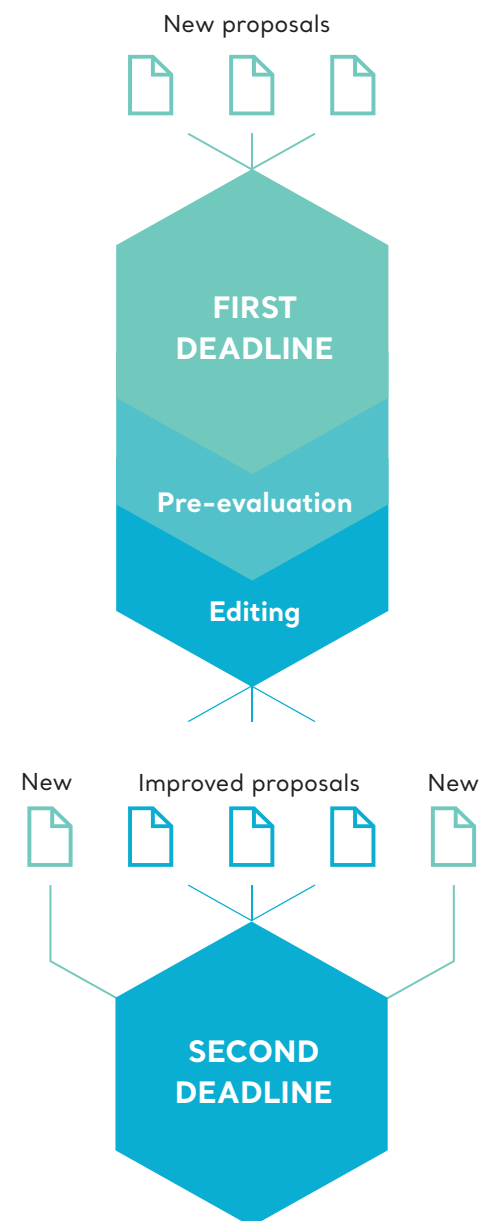 New proposals
FIRST
DEADLINE
Pre-evaluation
Editing
New
Improved proposals
New
SECOND
DEADLINE